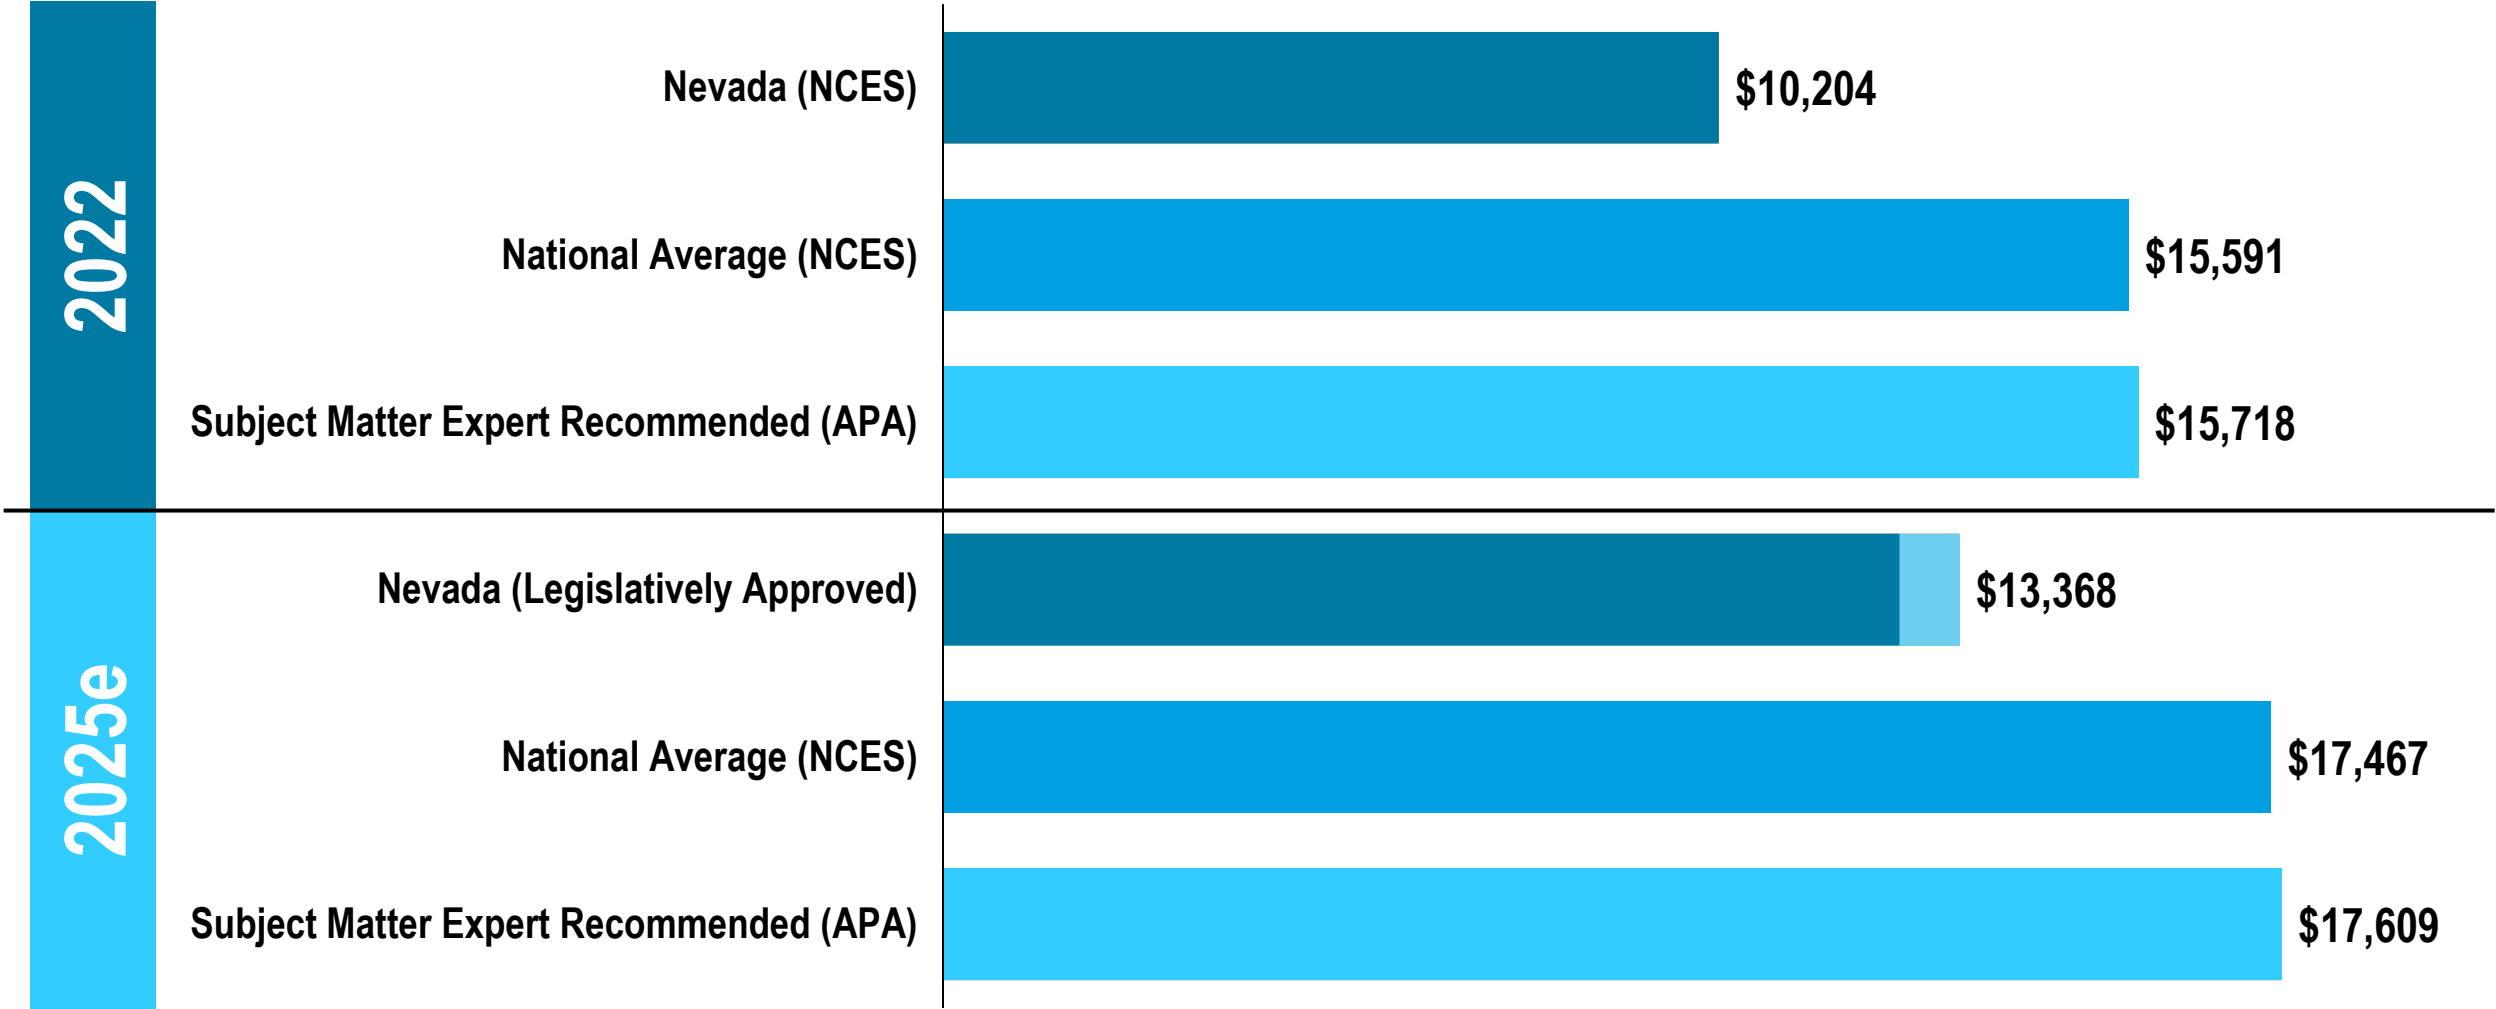 2022
Nevada (NCES)
$10,204
National Average (NCES)
$15,591
Subject Matter Expert Recommended (APA)
$15,718
2025e
Nevada (Legislatively Approved)
$13,368
National Average (NCES)
$17,467
Subject Matter Expert Recommended (APA)
$17,609